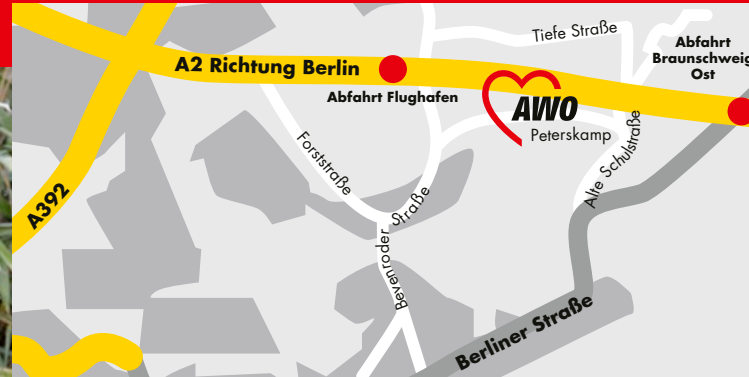 Tiefe Straße
Abfahrt
Braunschweig
Ost
A2 Richtung Berlin
Abfahrt Flughafen
AWO
Peterskamp
Forststraße
Alte Schulstraße
A392
Bevenroder Straße
Berliner Straße